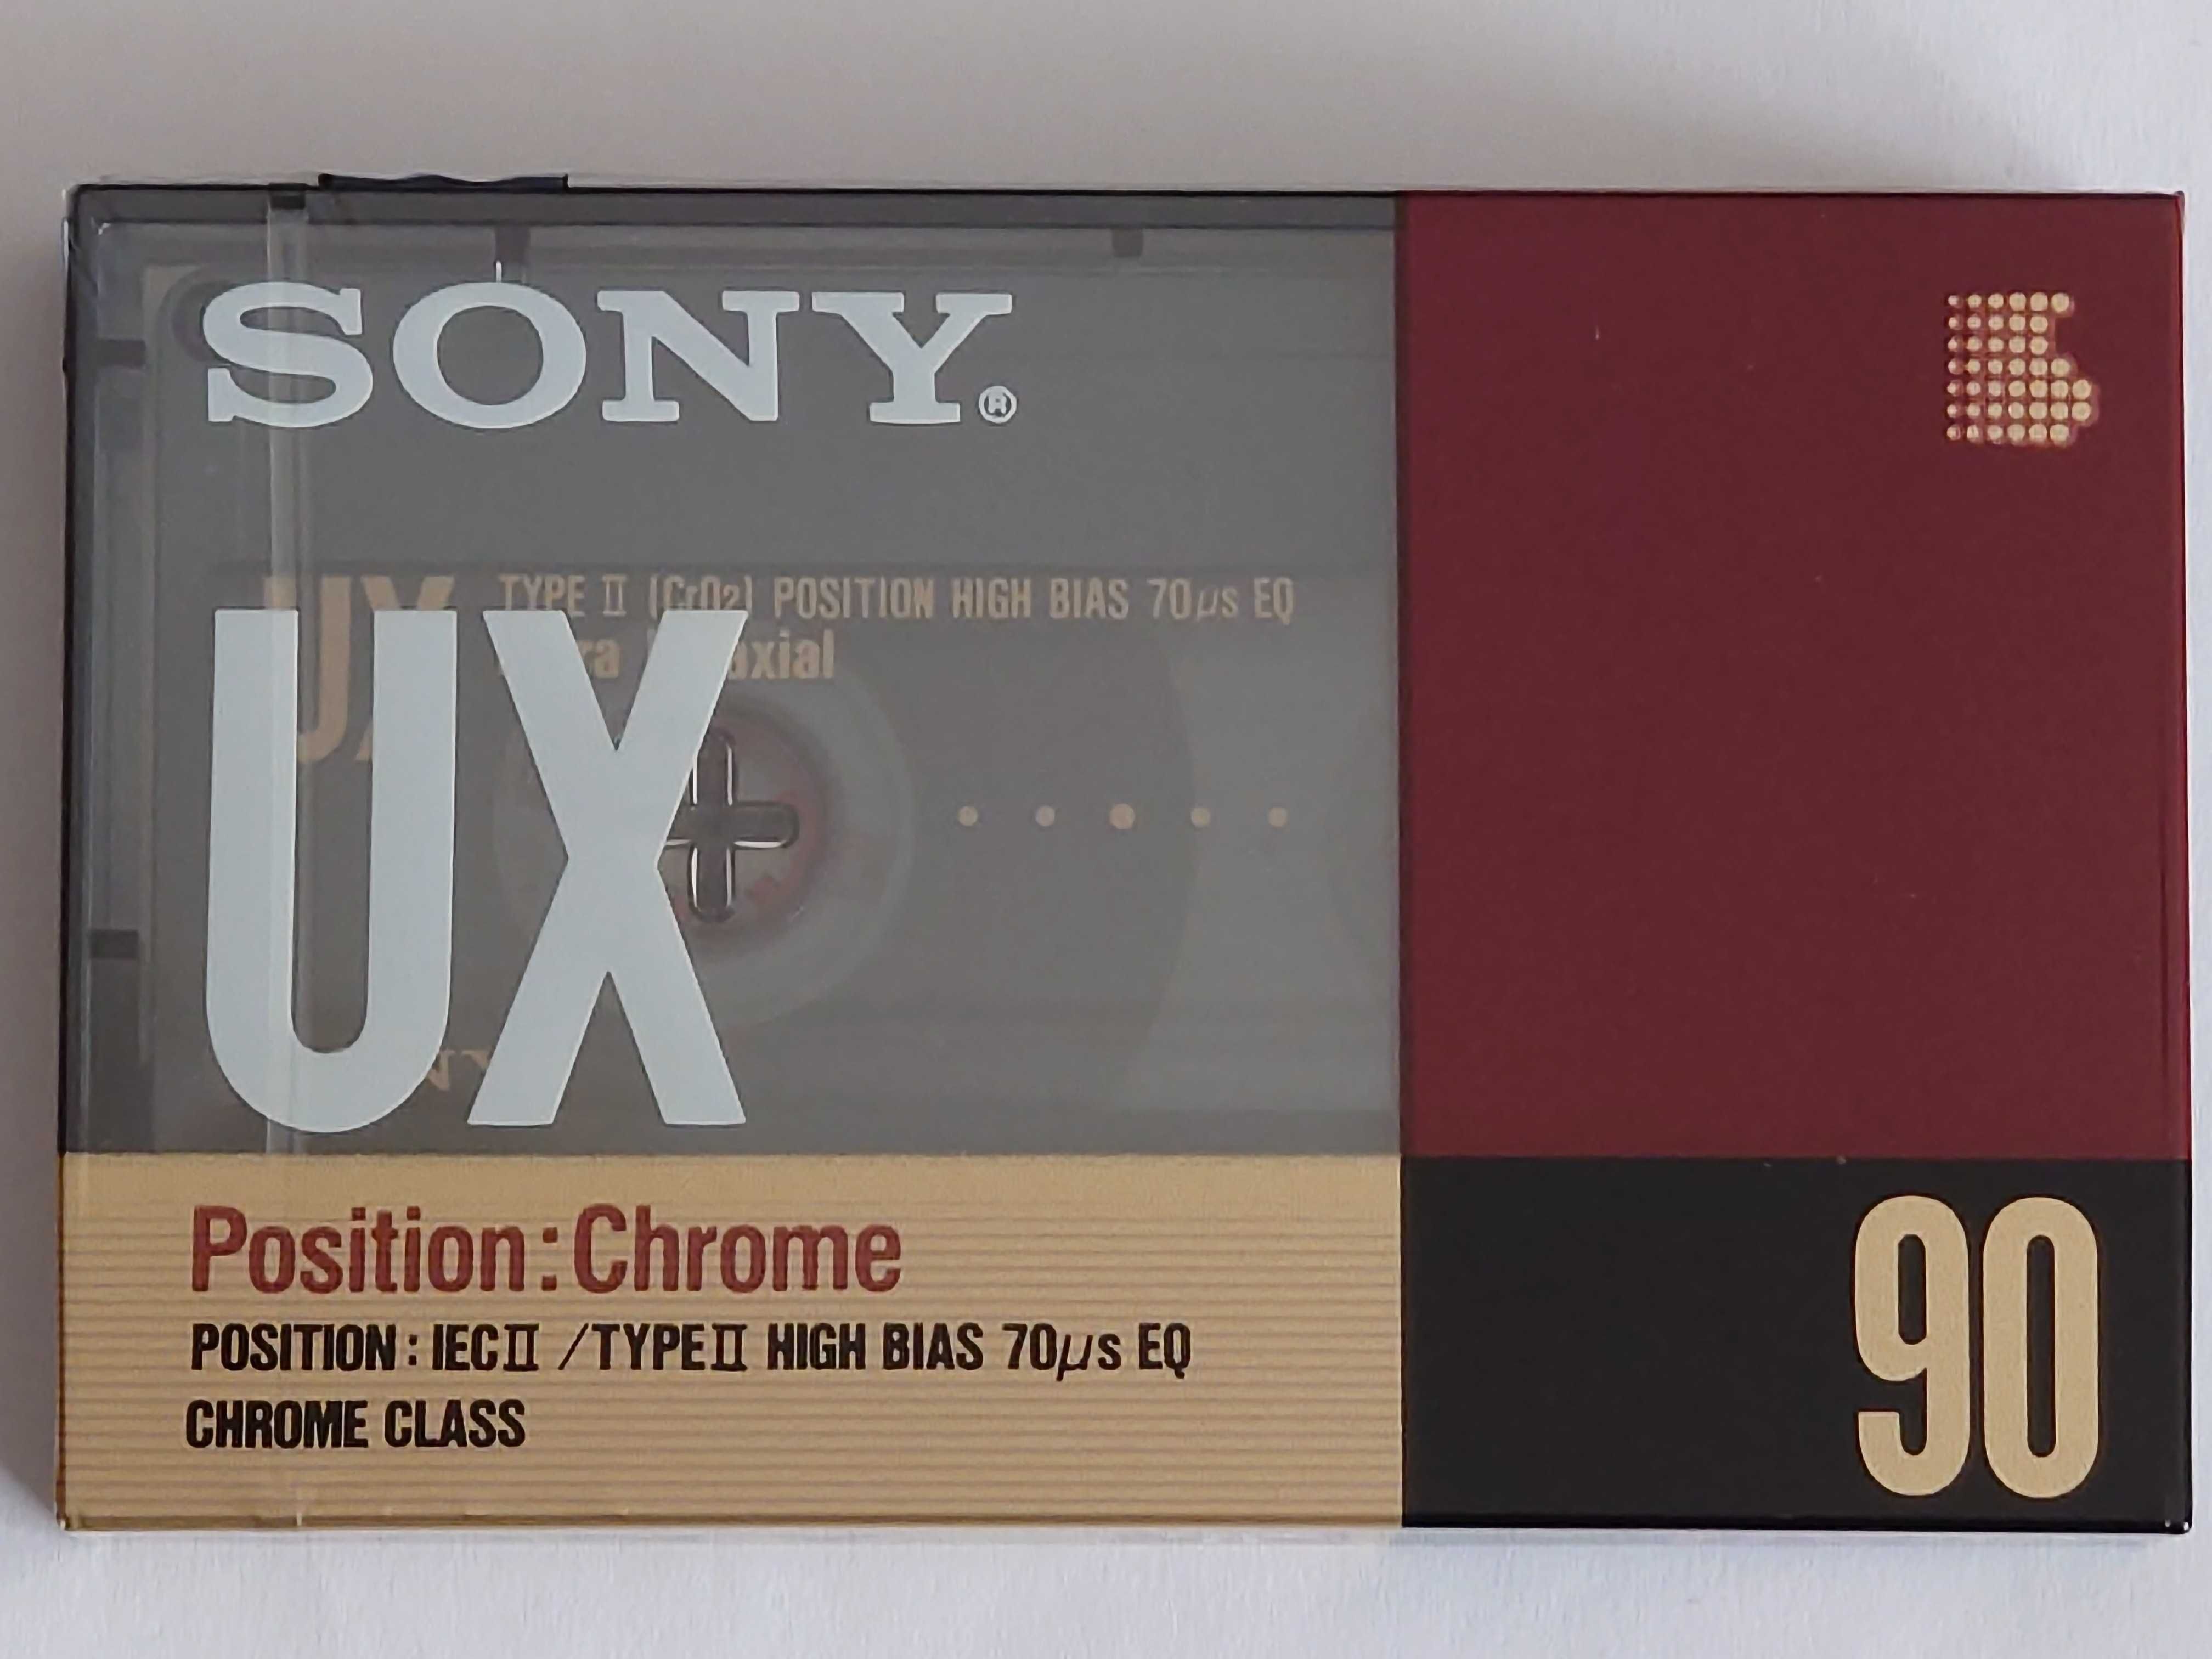 SONY®
UX
TYPE II (CrO2) POSITION HIGH BIAS 70µs EQ
UX
90
Position:Chrome
POSITION: IECII /TYPEII HIGH BIAS 70µs EQ
CHROME CLASS